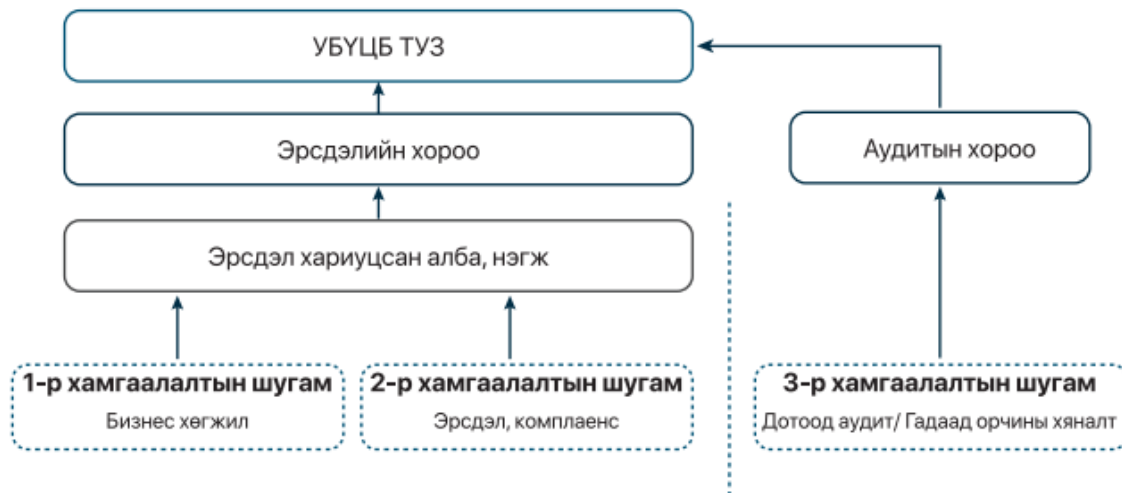 УБҮЦБ ТУЗ
Эрсдэлийн хороо
Аудитын хороо
Эрсдэл хариуцсан алба, нэгж
1-р хамгаалалтын шугам
Бизнес хөгжил
2-р хамгаалалтын шугам
Эрсдэл, комплаенс
3-р хамгаалалтын шугам
Дотоод аудит/ Гадаад орчины хяналт